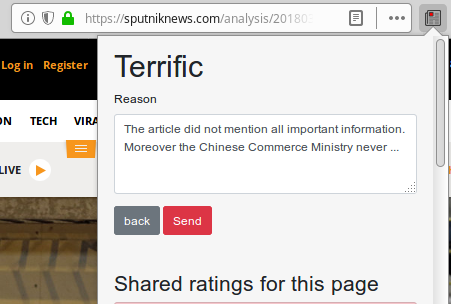 https://sputniknews.com/analysis/20180
Terrific
Log in Register
Reason
ON TECH VIRA
The article did not mention all important information.
Moreover the Chinese Commerce Ministry never ...
LIVE
back Send
Shared ratings for this page